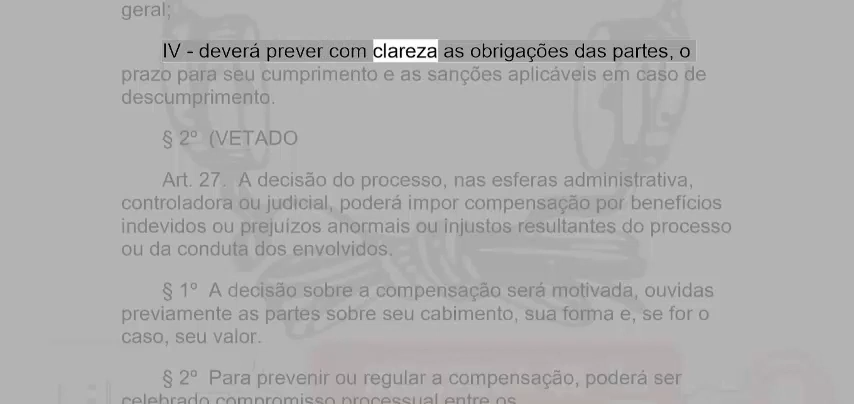 geral;
IV - deverá prever com clareza as obrigações das partes, o
prazo para seu cumprimento e as sanções aplicáveis em caso de
descumprimento.
§ 2º (VETADO
Art. 27. A decisão do processo, nas esferas administrativa,
controladora ou judicial, poderá impor compensação por benefícios
indevidos ou prejuízos anormais ou injustos resultantes do processo
ou da conduta dos envolvidos.
§ 1º A decisão sobre a compensação será motivada, ouvidas
previamente as partes sobre seu cabimento, sua forma e, se for o
caso, seu valor.
§ 2º Para prevenir ou regular a compensação, poderá ser
celebrado compromisso processual entre os